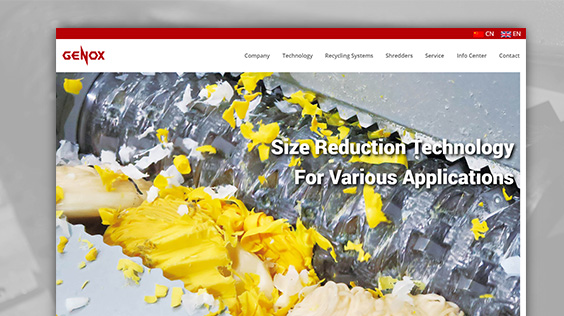 CN EN
GENOX
Company Technology Recycling Systems Shredders Service Info Center Contact
Size Reduction Technology
For Various Applications